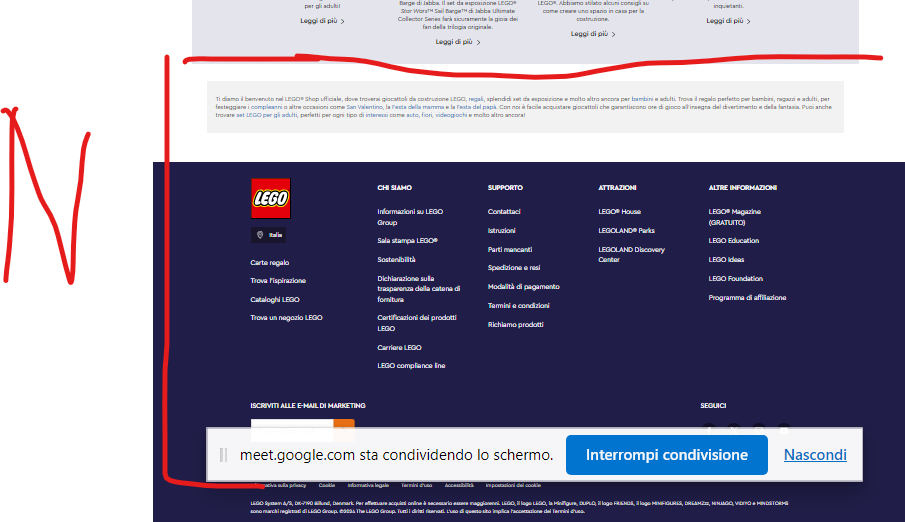 per gli adulti!
Leggi di più >
Barge di Jabba. Il set da esposizione LEGO®
Star Wars™ Sail Barge™ di Jabba Ultimate
Collector Series farà sicuramente la gioia dei
fan della trilogia originale.
Leggi di più >
LEGO®. Abbiamo stilato alcuni consigli su
come creare uno spazio in casa per la
costruzione.
Leggi di più >
inquietanti.
Leggi di più >
N
Ti diamo il benvenuto nel LEGO® Shop ufficiale, dove troverai giocattoli da costruzione LEGO, regali, splendidi set da esposizione e molto altro ancora per bambini e adulti. Trova il regalo perfetto per bambini, ragazzi e adulti, per
festeggiare i compleanni o altre occasioni come San Valentino, la Festa della mamma e la Festa del papà. Con noi è facile acquistare giocattoli che garantiscono ore di gioco all'insegna del divertimento e della fantasia. Puoi anche
trovare set LEGO per gli adulti, perfetti per ogni tipo di interessi come auto, fiori, videogiochi e molto altro ancora!
LEGO
Italia
Carte regalo
Trova l'ispirazione
Cataloghi LEGO
Trova un negozio LEGO
CHI SIAMO
Informazioni su LEGO
Group
Sala stampa LEGO®
Sostenibilità
Dichiarazione sulla
trasparenza della catena di
fornitura
Certificazioni dei prodotti
LEGO
Carriere LEGO
LEGO compliance line
SUPPORTO
Contattaci
Istruzioni
Parti mancanti
Spedizione e resi
Modalità di pagamento
Termini e condizioni
Richiamo prodotti
ATTRAZIONI
LEGO® House
LEGOLAND® Parks
LEGOLAND Discovery
Center
ALTRE INFORMAZIONI
LEGO® Magazine
(GRATUITO)
LEGO Education
LEGO Ideas
LEGO Foundation
Programma di affiliazione
ISCRIVITI ALLE E-MAIL DI MARKETING
SEGUICI
meet.google.com sta condividendo lo schermo.
Interrompi condivisione
Nascondi
sulla privacy Cookie Informativa legale Termini d'uso Accessibilità Impostazioni dei cookie
LEGO System A/S, DK-7190 Billund, Denmark. Per effettuare acquisti online è necessario essere maggiorenni. LEGO, il logo LEGO, la Minifigure, DUPLO, il logo FRIENDS, il logo MINIFIGURES, DREAMZzz, NINJAGO, VIDIYO e MINDSTORMS
sono marchi registrati di LEGO Group. ©2024 The LEGO Group. Tutti i diritti riservati. L'uso di questo sito implica l'accettazione dei Termini d'uso.